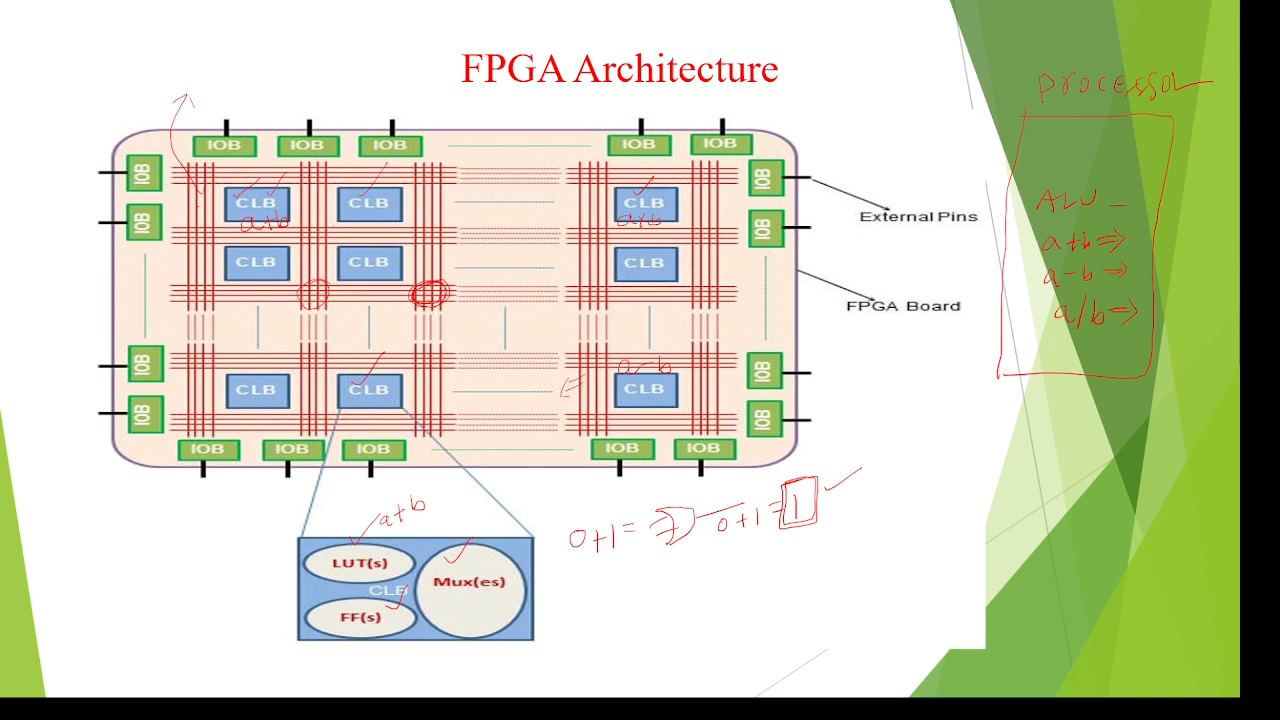 FPGA Architecture
Processor
IOB IOB IOB IOB IOB
IOB IOB
CLB CLB CLB
a+b a×b
External Pins
ALU
IOB IOB
a+b ⇒
CLB CLB CLB
a-b ⇒
FPGA Board
a/b ⇒
IOB IOB
a-b
CLB CLB CLB
IOB IOB
IOB IOB IOB IOB IOB
a+b
0+1= 0+1=1
LUT(s)
Mux(es)
CLB
FF(s)